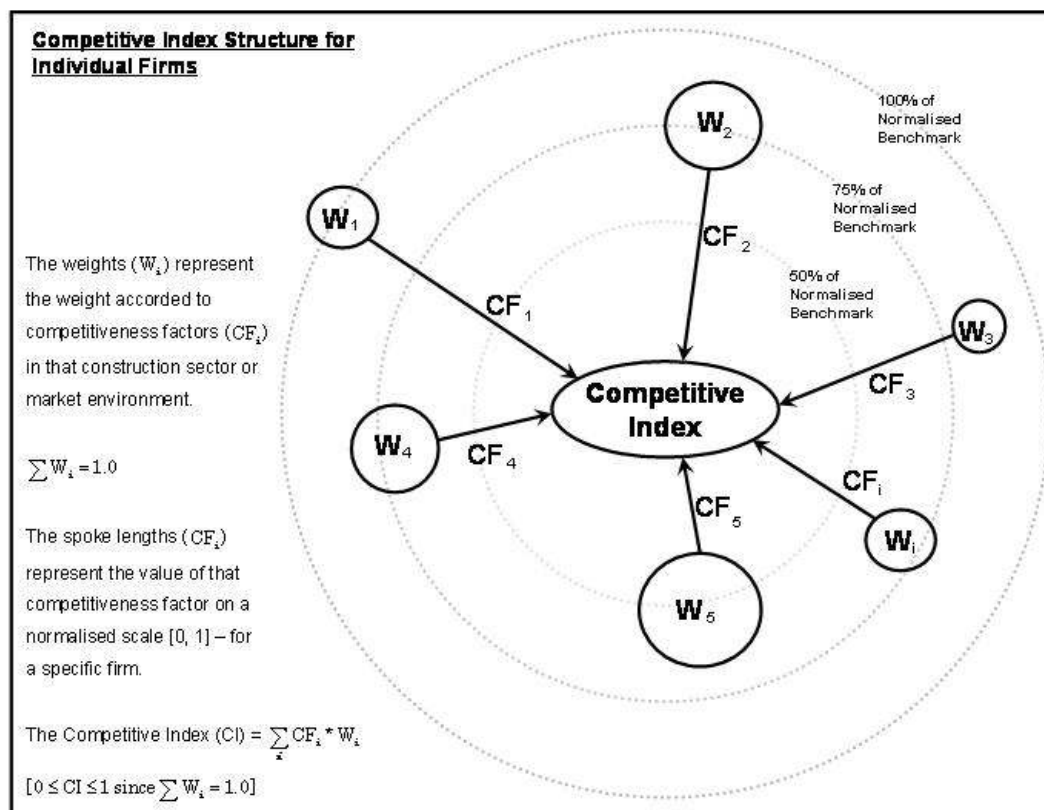 Competitive Index Structure for
Individual Firms
100% of
Normalised
Benchmark
W₂
75% of
Normalised
Benchmark
W₁
CF₂
The weights (Wᵢ) represent
the weight accorded to
competitiveness factors (CFᵢ)
in that construction sector or
market environment.
50% of
Normalised
Benchmark
CF₁
W₃
CF₃
Competitive
Index
W₄
CF₄
∑ Wᵢ = 1.0
CFᵢ
CF₅
Wᵢ
The spoke lengths (CFᵢ)
represent the value of that
competitiveness factor on a
normalised scale [0, 1] – for
a specific firm.
W₅
The Competitive Index (CI) = ∑ᵢ CFᵢ * Wᵢ
[0 ≤ CI ≤ 1 since ∑ Wᵢ = 1.0]